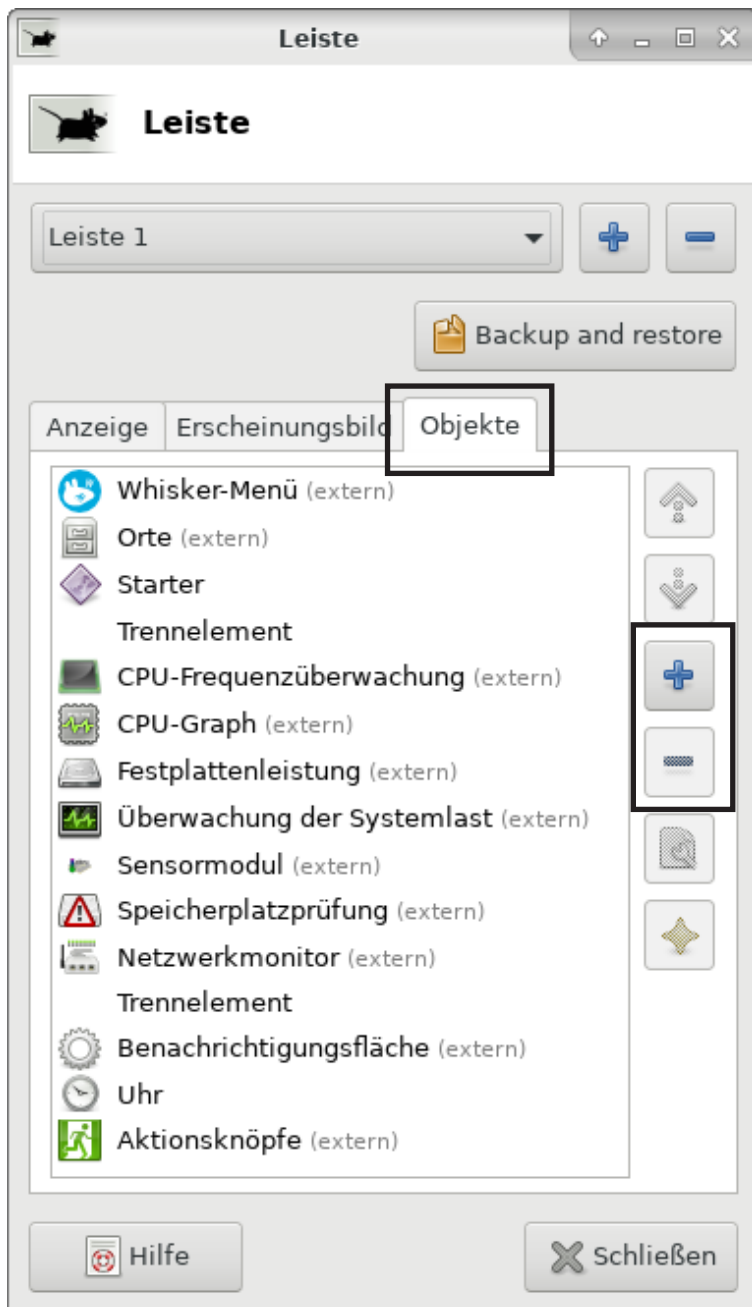 Leiste
Leiste
Leiste 1
Backup and restore
Anzeige Erscheinungsbild Objekte
Whisker-Menü (extern)
Orte (extern)
Starter
Trennelement
CPU-Frequenzüberwachung (extern)
CPU-Graph (extern)
Festplattenleistung (extern)
Überwachung der Systemlast (extern)
Sensormodul (extern)
Speicherplatzprüfung (extern)
Netzwerkmonitor (extern)
Trennelement
Benachrichtigungsfläche (extern)
Uhr
Aktionsknöpfe (extern)
Hilfe Schließen